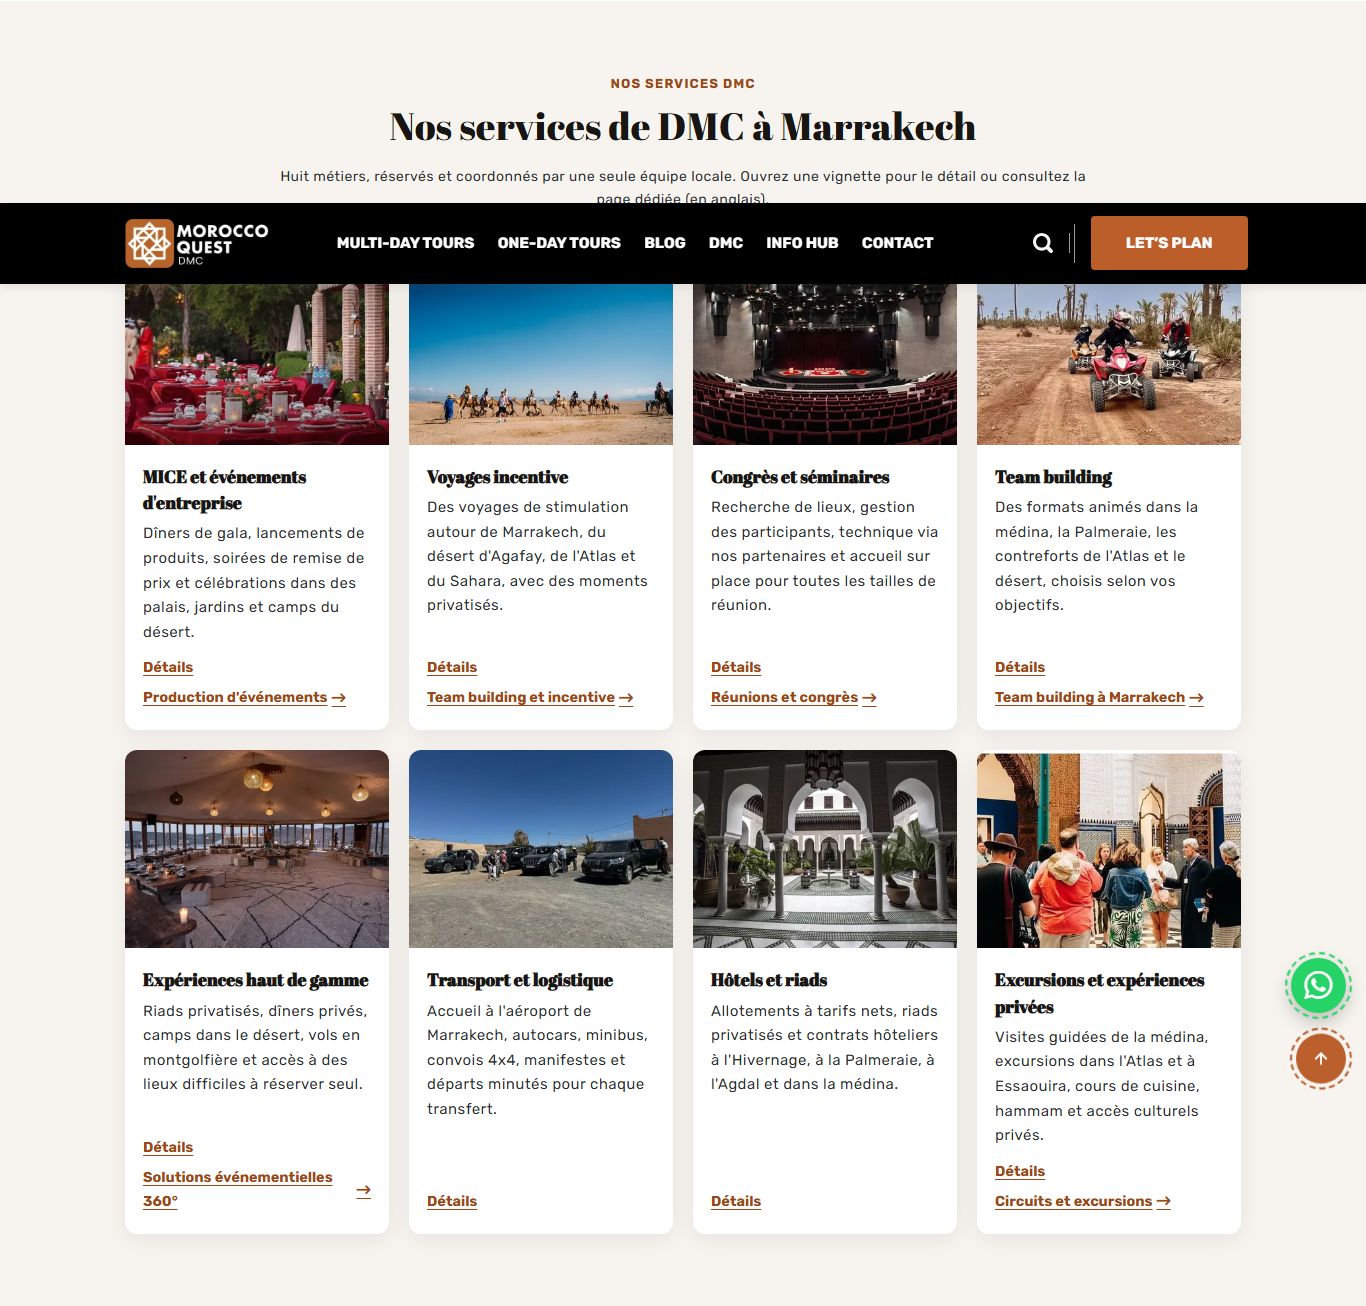 NOS SERVICES DMC
Nos services de DMC à Marrakech
Huit métiers, réservés et coordonnés par une seule équipe locale. Ouvrez une vignette pour le détail ou consultez la
page dédiée (en anglais).
MOROCCO
QUEST
DMC
MULTI-DAY TOURS
ONE-DAY TOURS
BLOG
DMC
INFO HUB
CONTACT
LET'S PLAN
MICE et événements
d'entreprise
Dîners de gala, lancements de
produits, soirées de remise de
prix et célébrations dans des
palais, jardins et camps du
désert.
Détails
Production d'événements →
Voyages incentive
Des voyages de stimulation
autour de Marrakech, du
désert d'Agafay, de l'Atlas et
du Sahara, avec des moments
privatisés.
Détails
Team building et incentive →
Congrès et séminaires
Recherche de lieux, gestion
des participants, technique via
nos partenaires et accueil sur
place pour toutes les tailles de
réunion.
Détails
Réunions et congrès →
Team building
Des formats animés dans la
médina, la Palmeraie, les
contreforts de l'Atlas et le
désert, choisis selon vos
objectifs.
Détails
Team building à Marrakech →
Expériences haut de gamme
Riads privatisés, dîners privés,
camps dans le désert, vols en
montgolfière et accès à des
lieux difficiles à réserver seul.
Détails
Solutions événementielles
360° →
Transport et logistique
Accueil à l'aéroport de
Marrakech, autocars, minibus,
convois 4x4, manifestes et
départs minutés pour chaque
transfert.
Détails
Hôtels et riads
Allotements à tarifs nets, riads
privatisés et contrats hôteliers
à l'Hivernage, à la Palmeraie, à
l'Agdal et dans la médina.
Détails
Excursions et expériences
privées
Visites guidées de la médina,
excursions dans l'Atlas et à
Essaouira, cours de cuisine,
hammam et accès culturels
privés.
Détails
Circuits et excursions →